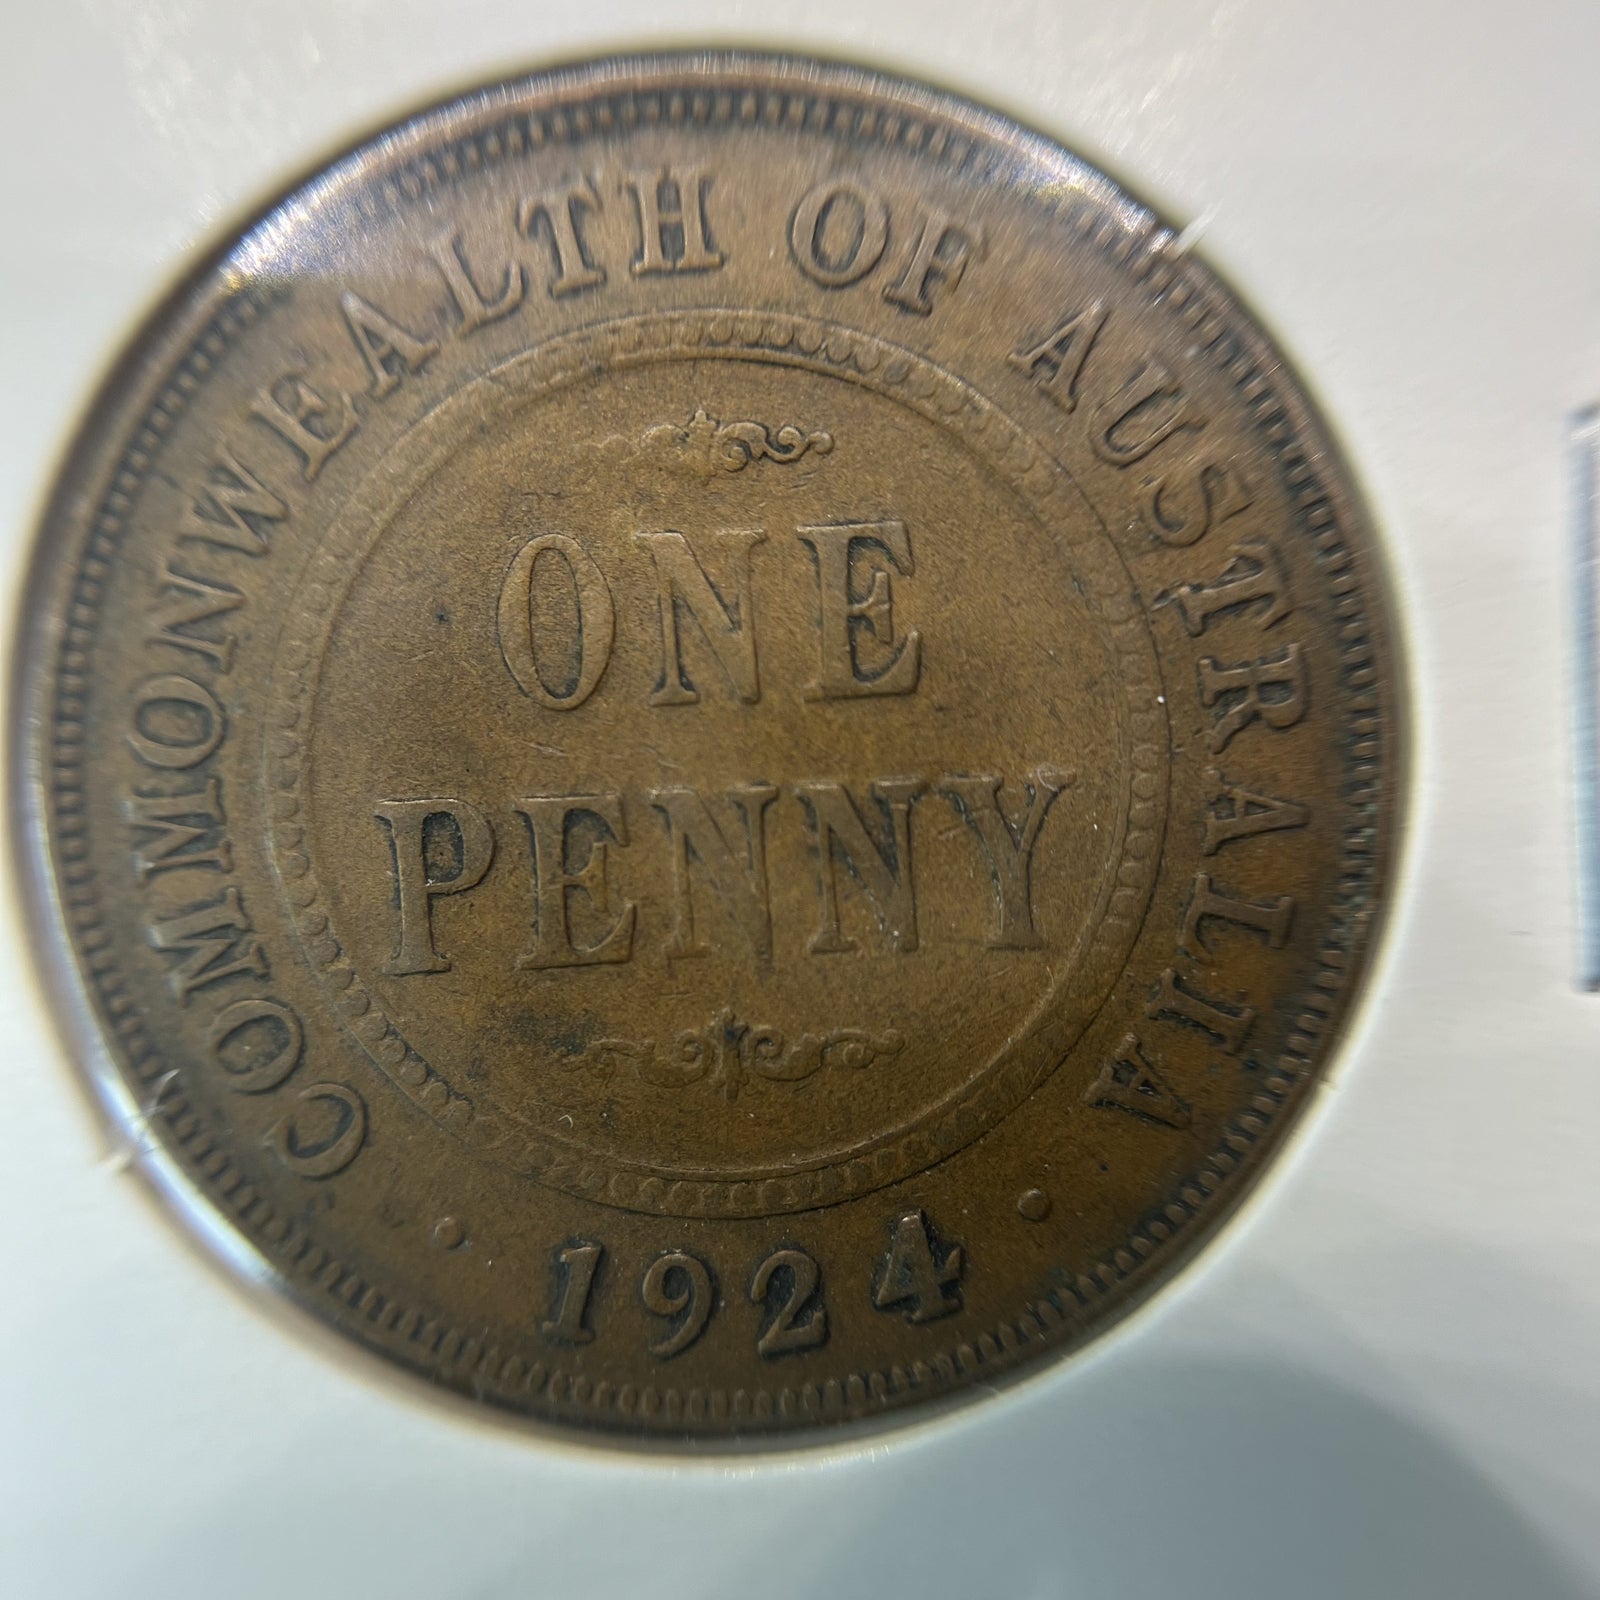 COMMONWEALTH OF AUSTRALIA
ONE
PENNY
· 1924 ·